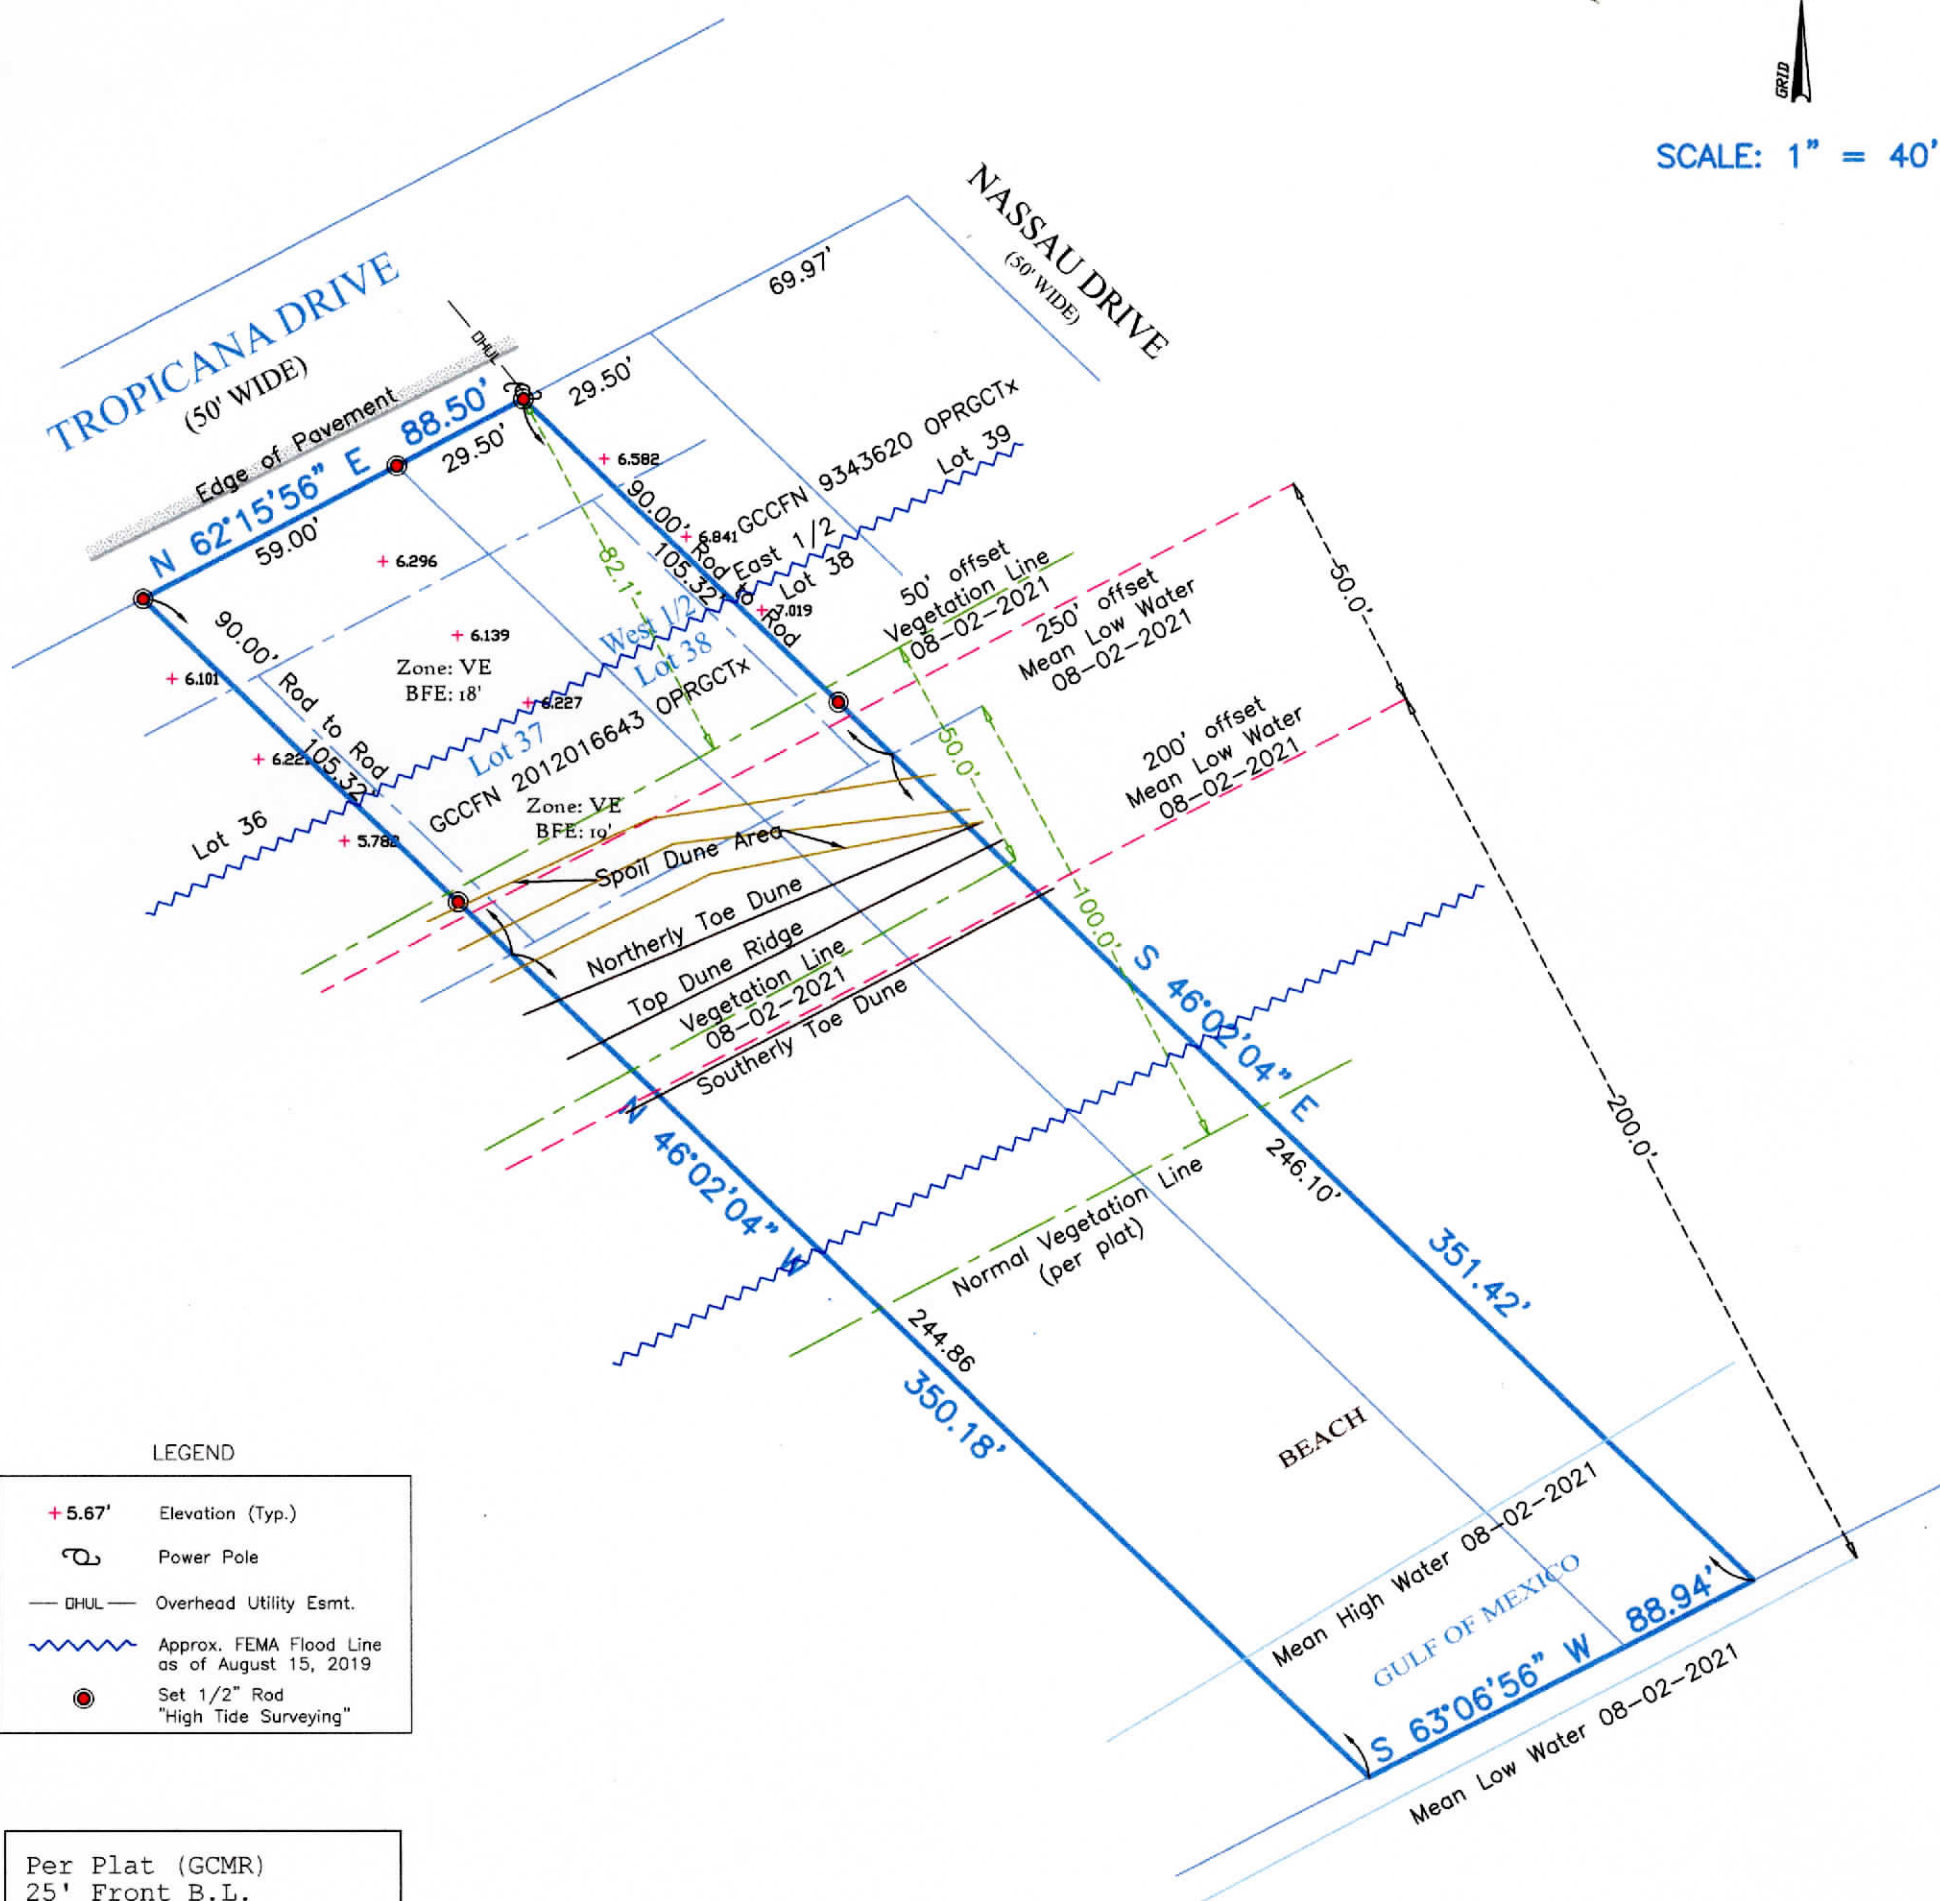 GRID
SCALE: 1" = 40'
NASSAU DRIVE
(50' WIDE)
TROPICANA DRIVE
(50' WIDE)
69.97'
OHUL
29.50'
Edge of Pavement
N 62°15'56" E 88.50'
29.50'
59.00'
+ 6.582
+ 6.841
+ 7.019
+ 6.296
+ 6.139
+ 6.101
+ 6.227
+ 6.22
+ 5.782
90.00' Rod to Rod
105.32'
82.1'
GCCFN 9343620 OPRGCTx
East 1/2
Lot 38
Lot 39
West 1/2
Lot 38
90.00' Rod to Rod
105.32'
Zone: VE
BFE: 18'
Lot 37
GCCFN 2012016643 OPRGCTx
Lot 36
Zone: VE
BFE: 19'
50' offset
Vegetation Line
08-02-2021
250' offset
Mean Low Water
08-02-2021
200' offset
Mean Low Water
08-02-2021
50.0'
50.0'
100.0'
200.0'
Spoil Dune Area
Northerly Toe Dune
Top Dune Ridge
Vegetation Line
08-02-2021
Southerly Toe Dune
S 46°02'04" E
246.10'
351.42'
N 46°02'04" W
244.86
350.18'
Normal Vegetation Line
(per plat)
BEACH
Mean High Water 08-02-2021
GULF OF MEXICO
S 63°06'56" W 88.94'
Mean Low Water 08-02-2021
LEGEND
+ 5.67' Elevation (Typ.)
Power Pole
OHUL Overhead Utility Esmt.
Approx. FEMA Flood Line
as of August 15, 2019
Set 1/2" Rod
"High Tide Surveying"
Per Plat (GCMR)
25' Front B.L.